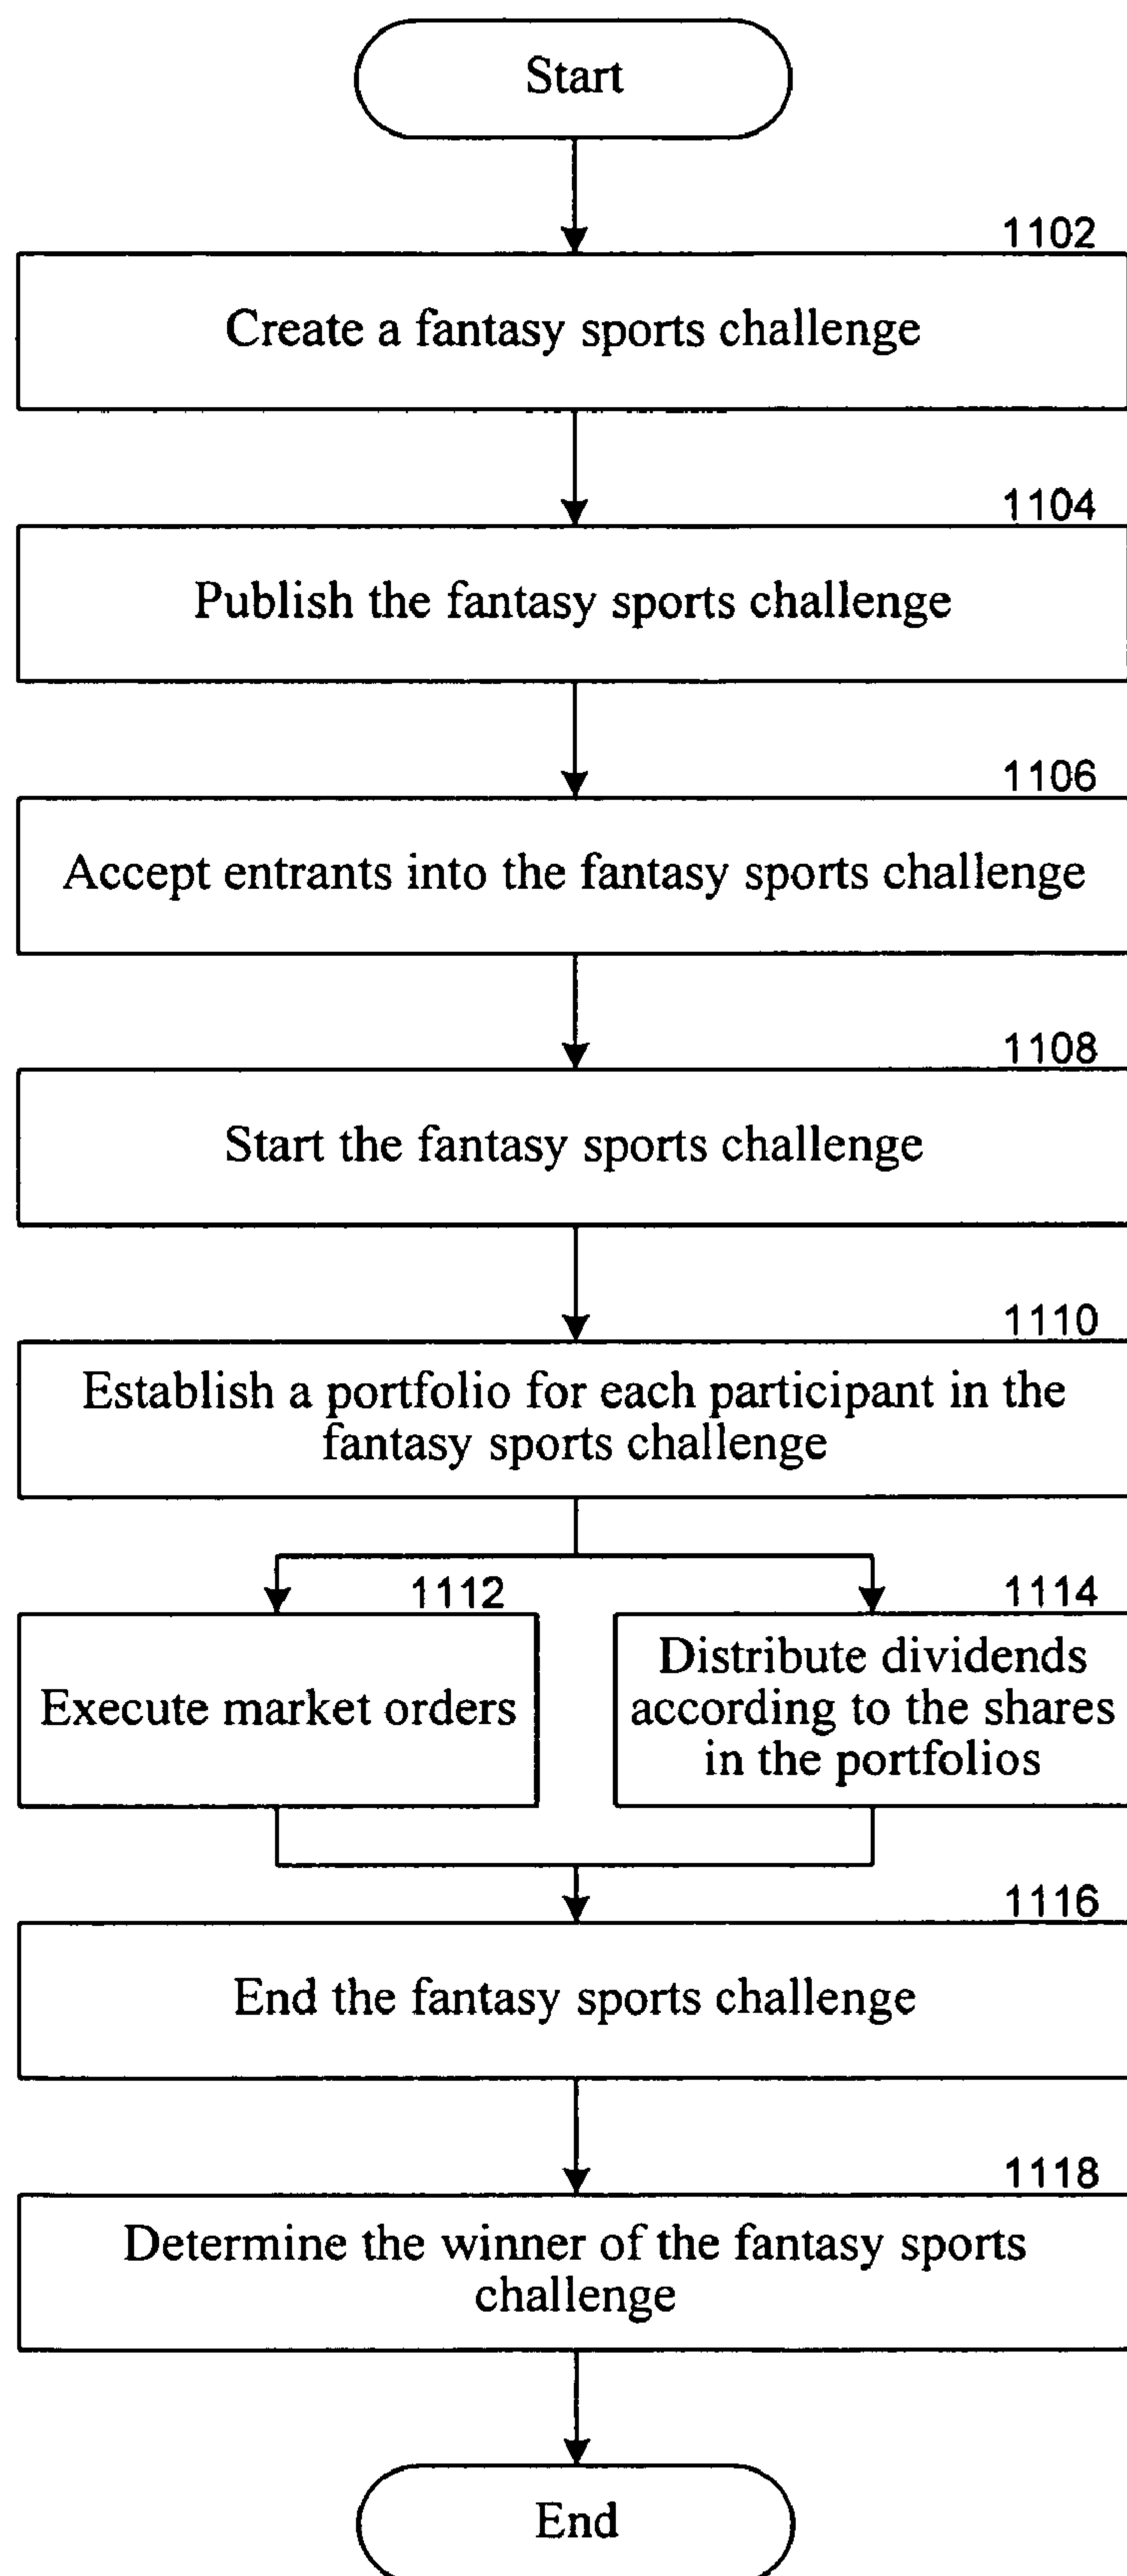 Start
1102
Create a fantasy sports challenge
1104
Publish the fantasy sports challenge
1106
Accept entrants into the fantasy sports challenge
1108
Start the fantasy sports challenge
1110
Establish a portfolio for each participant in the
fantasy sports challenge
1112
Execute market orders
1114
Distribute dividends
according to the shares
in the portfolios
1116
End the fantasy sports challenge
1118
Determine the winner of the fantasy sports
challenge
End